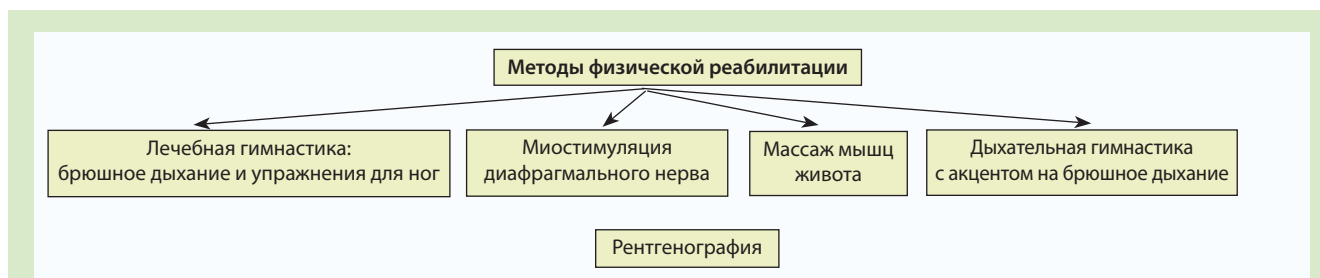 Методы физической реабилитации
Лечебная гимнастика:
брюшное дыхание и упражнения для ног
Миостимуляция
диафрагмального нерва
Массаж мышц
живота
Дыхательная гимнастика
с акцентом на брюшное дыхание
Рентгенография